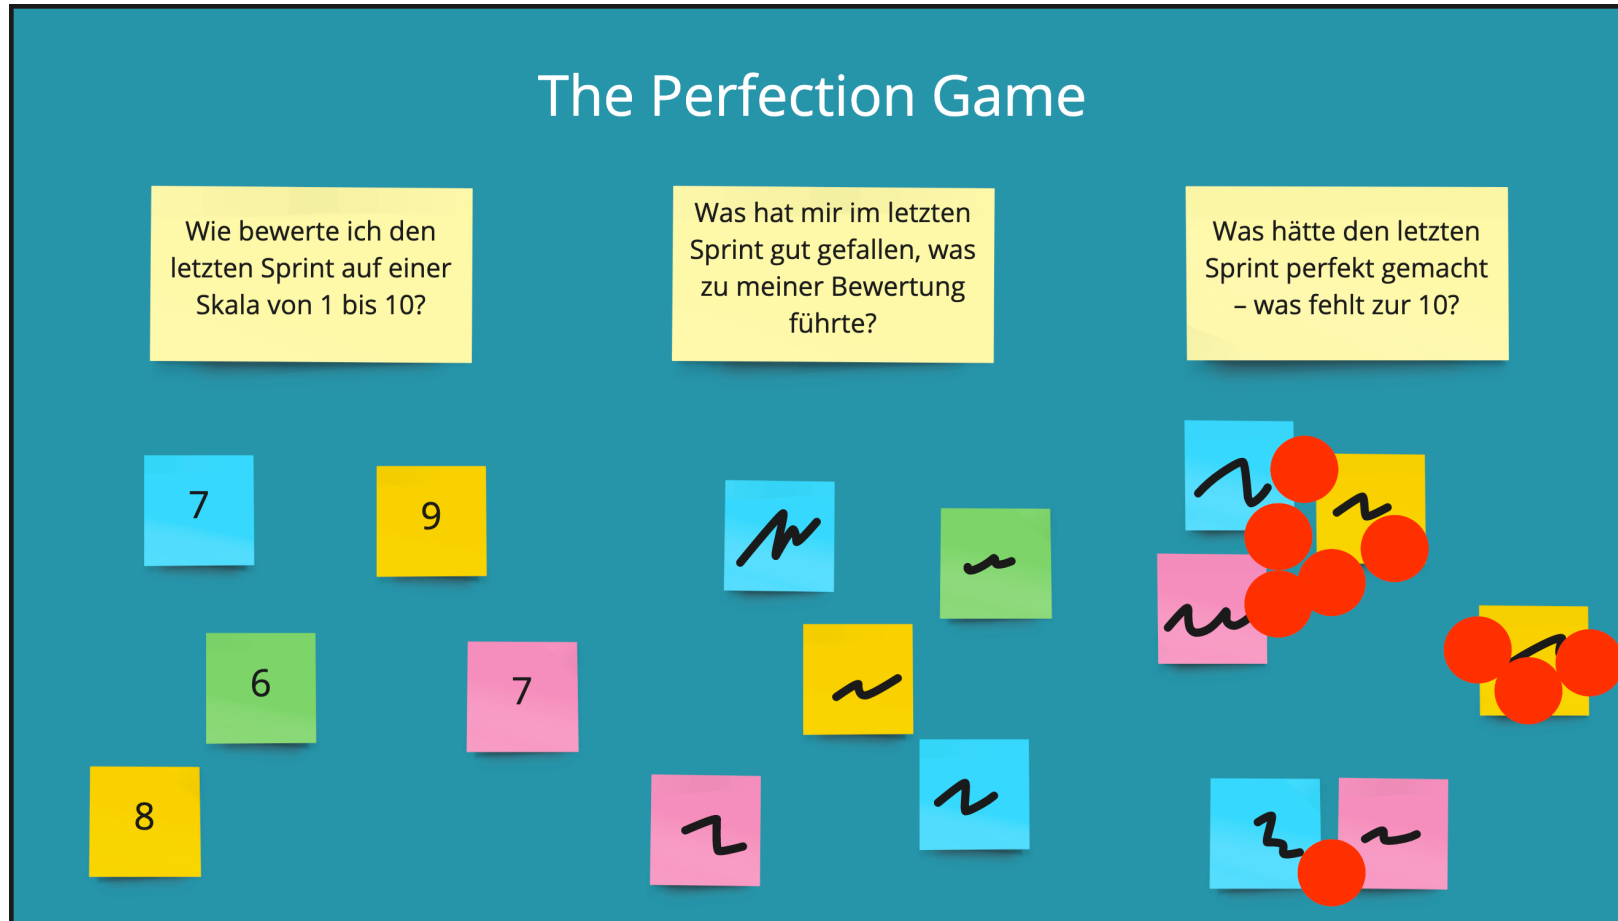 The Perfection Game
Wie bewerte ich den
letzten Sprint auf einer
Skala von 1 bis 10?
Was hat mir im letzten
Sprint gut gefallen, was
zu meiner Bewertung
führte?
Was hätte den letzten
Sprint perfekt gemacht
– was fehlt zur 10?
7
9
6
7
8